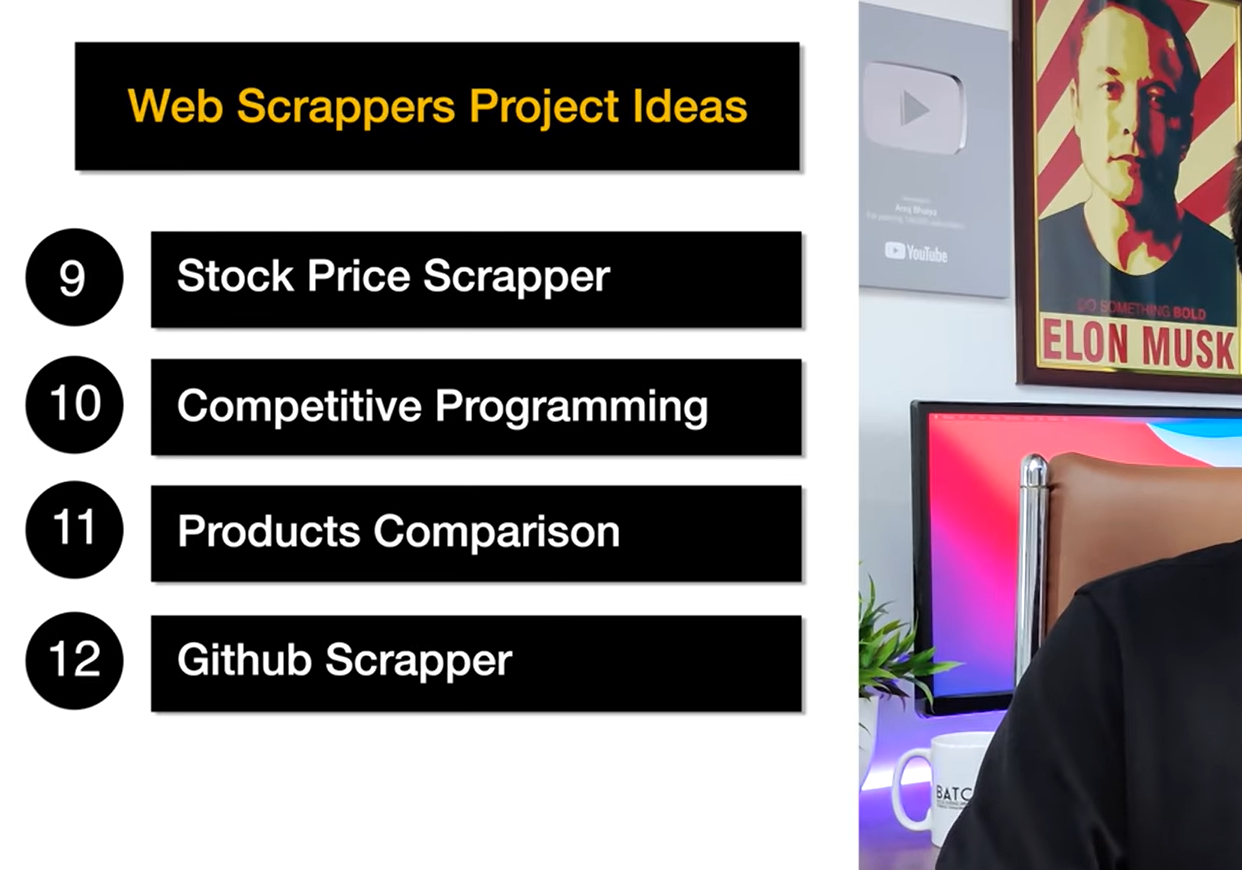 Web Scrappers Project Ideas
9
Stock Price Scrapper
10
Competitive Programming
11
Products Comparison
12
Github Scrapper
YouTube
DO SOMETHING BOLD
ELON MUSK
BATC